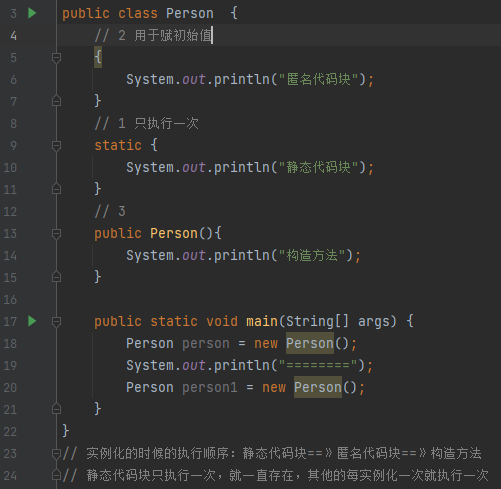 3 public class Person  {
4     // 2 用于赋初始值
5     {
6         System.out.println("匿名代码块");
7     }
8     // 1 只执行一次
9     static {
10         System.out.println("静态代码块");
11     }
12     // 3
13     public Person(){
14         System.out.println("构造方法");
15     }
16
17     public static void main(String[] args) {
18         Person person = new Person();
19         System.out.println("========");
20         Person person1 = new Person();
21     }
22 }
23 // 实例化的时候的执行顺序：静态代码块==》匿名代码块==》构造方法
24 // 静态代码块只执行一次，就一直存在，其他的每实例化一次就执行一次